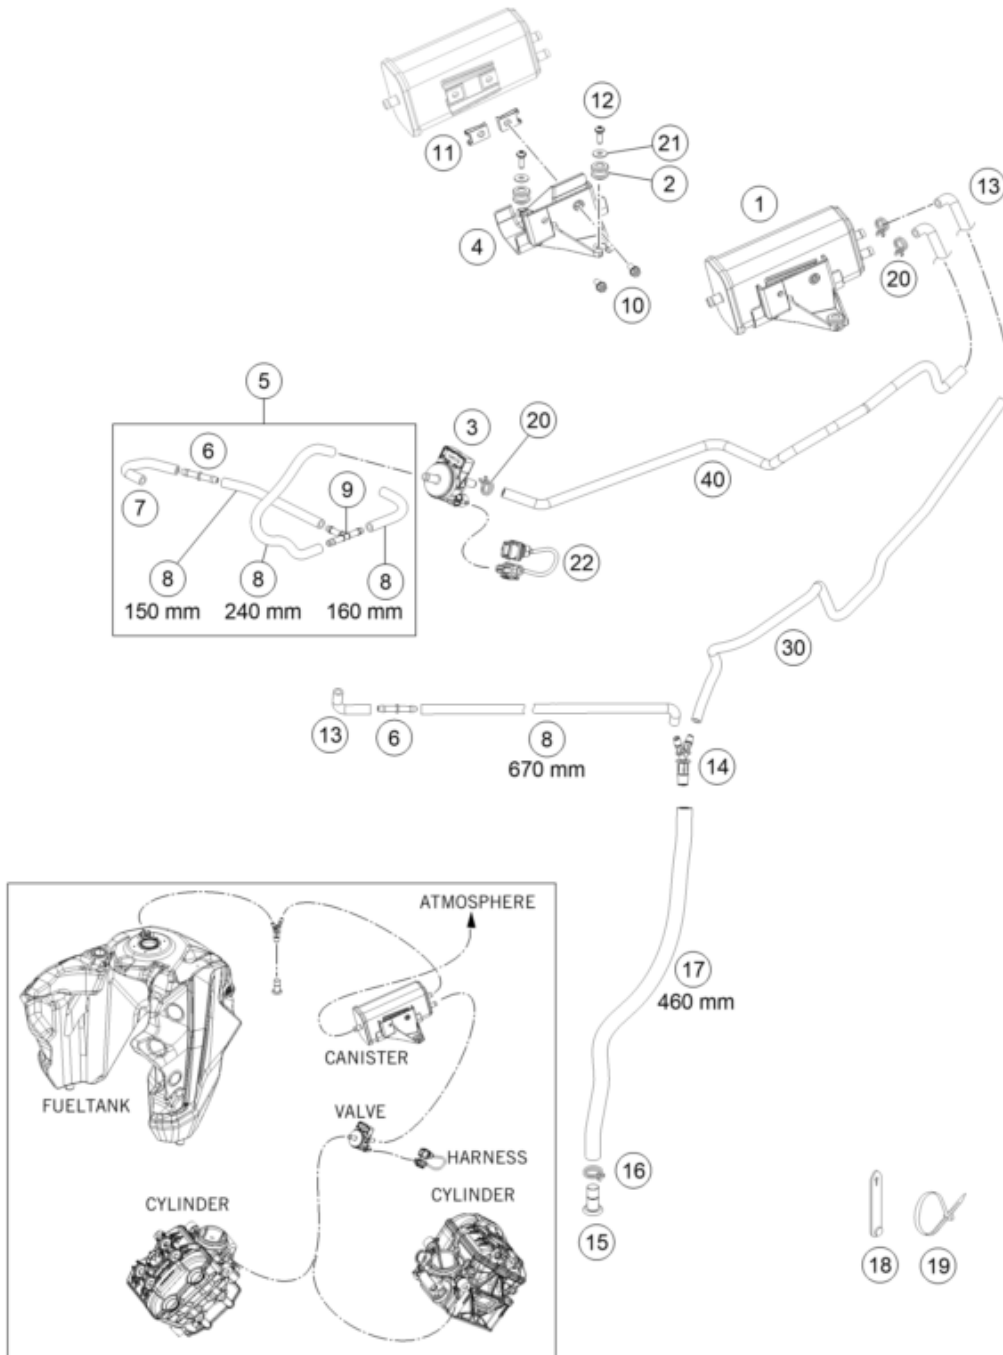 12
11
21
2
13
1
4
20
10
5
3
20
6
9
40
7
8
8
8
22
150 mm
240 mm
160 mm
30
13
6
8
14
670 mm
ATMOSPHERE
17
460 mm
CANISTER
FUELTANK
VALVE
HARNESS
16
CYLINDER
CYLINDER
15
18
19